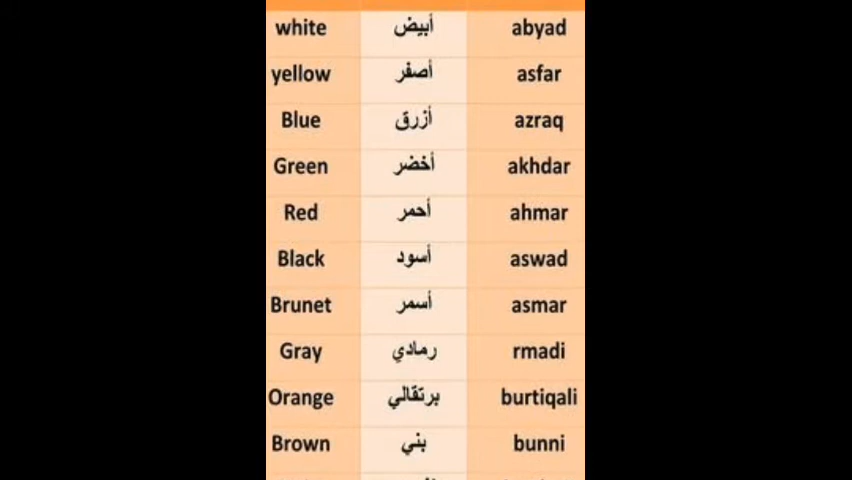 white أبيض abyad
yellow أصفر asfar
Blue أزرق azraq
Green أخضر akhdar
Red أحمر ahmar
Black أسود aswad
Brunet أسمر asmar
Gray رمادي rmadi
Orange برتقالي burtiqali
Brown بني bunni